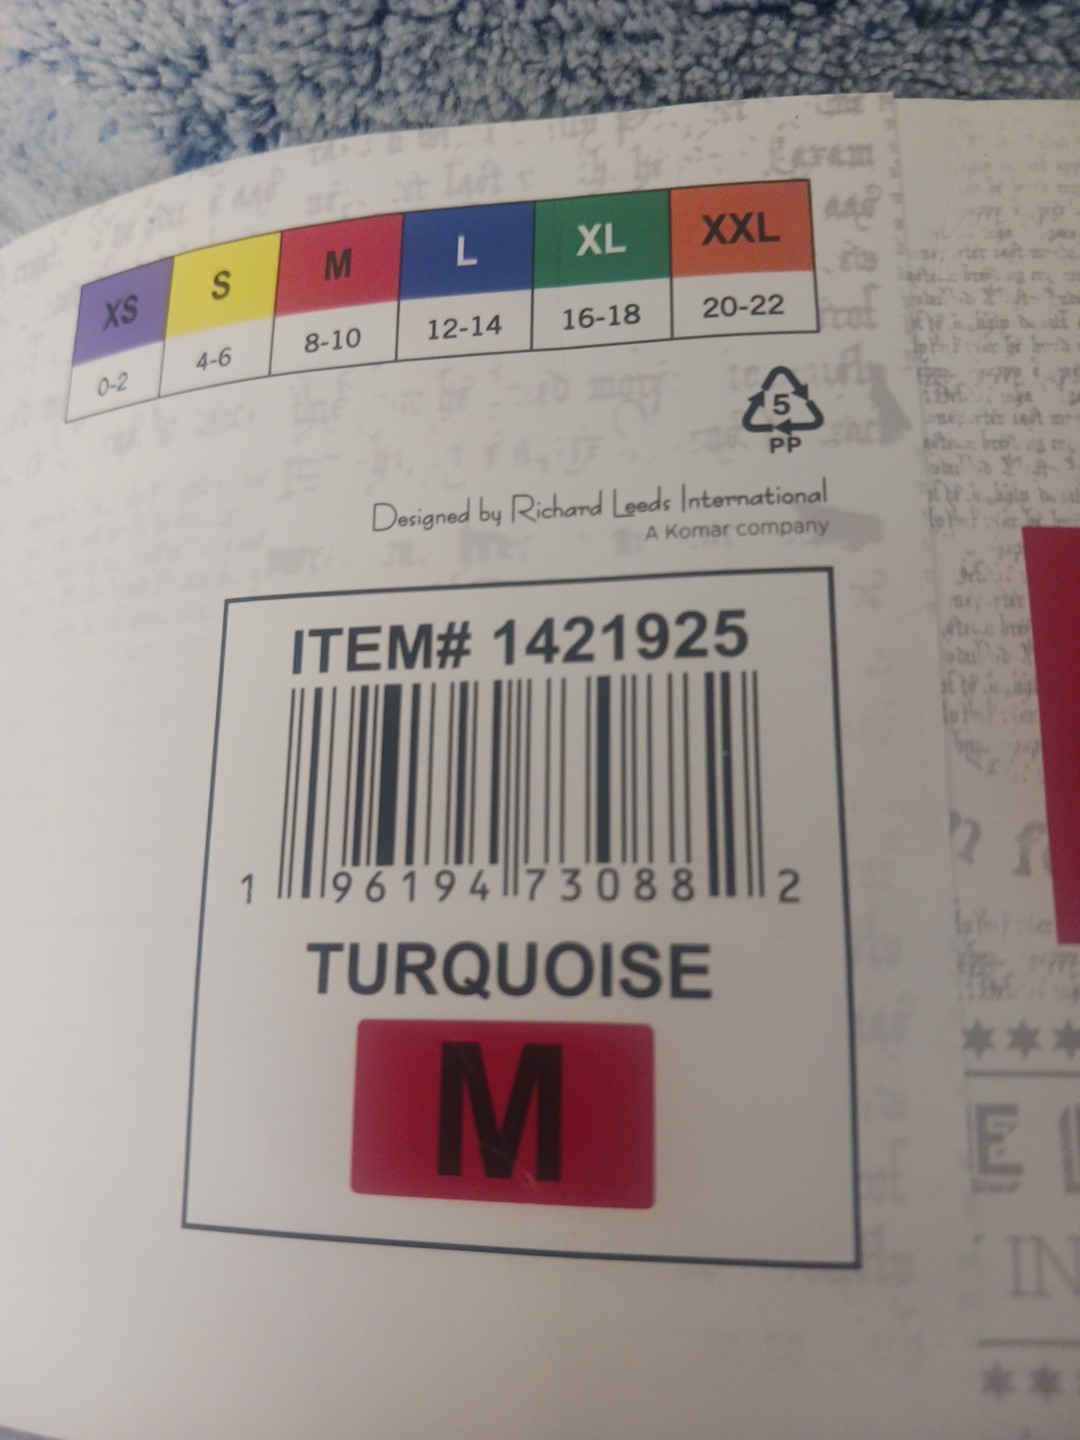 XS S M L XL XXL
0-2 4-6 8-10 12-14 16-18 20-22
5
PP
Designed by Richard Leeds International
A Komar company
ITEM# 1421925
1 96194 73088 2
TURQUOISE
M
IN